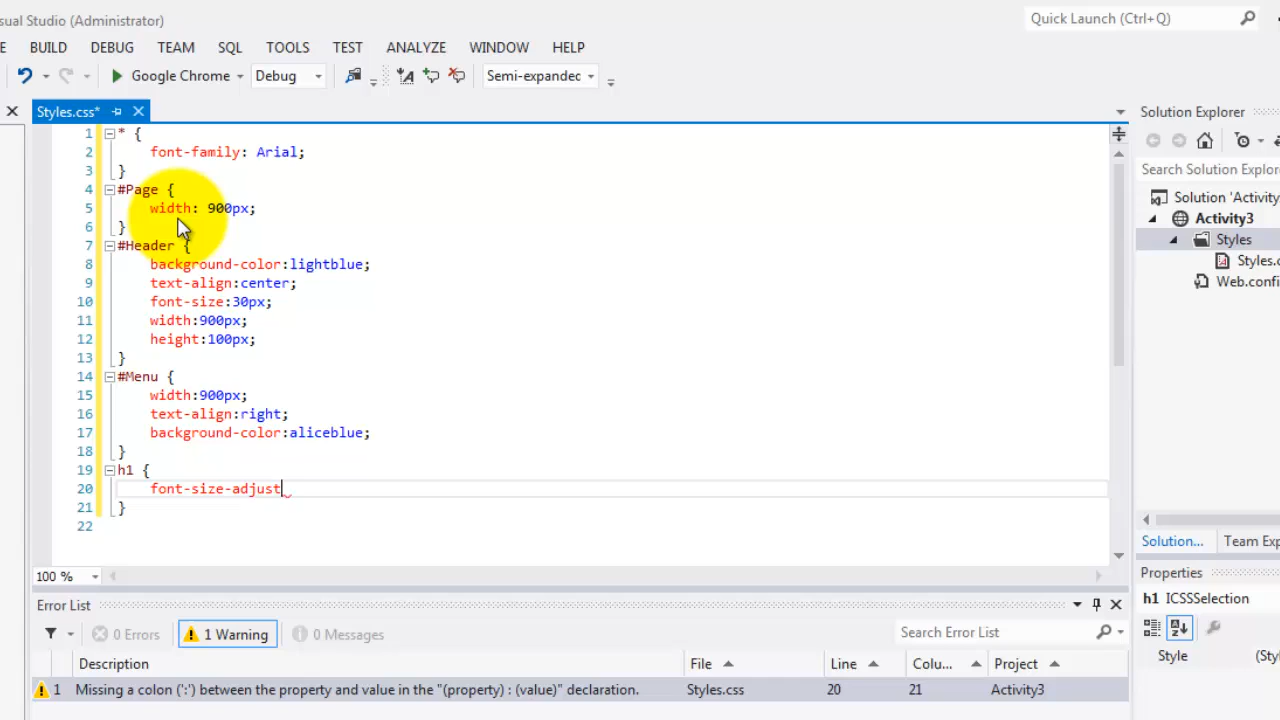 sual Studio (Administrator)
Quick Launch (Ctrl+Q)
E BUILD DEBUG TEAM SQL TOOLS TEST ANALYZE WINDOW HELP
Google Chrome Debug Semi-expanded
Styles.css*
Solution Explorer
1 * {
2 font-family: Arial;
3 }
4 #Page {
5 width: 900px;
6 }
7 #Header {
8 background-color:lightblue;
9 text-align:center;
10 font-size:30px;
11 width:900px;
12 height:100px;
13 }
14 #Menu {
15 width:900px;
16 text-align:right;
17 background-color:aliceblue;
18 }
19 h1 {
20 font-size-adjust
21 }
22
100 %
Search Solution Explorer
Solution 'Activity
Activity3
Styles
Styles.c
Web.confi
Solution... Team Exp
Properties
h1 ICSSSelection
Style (Sty
Error List
0 Errors 1 Warning 0 Messages Search Error List
Description File Line Colu... Project
1 Missing a colon (':') between the property and value in the "(property) : (value)" declaration. Styles.css 20 21 Activity3